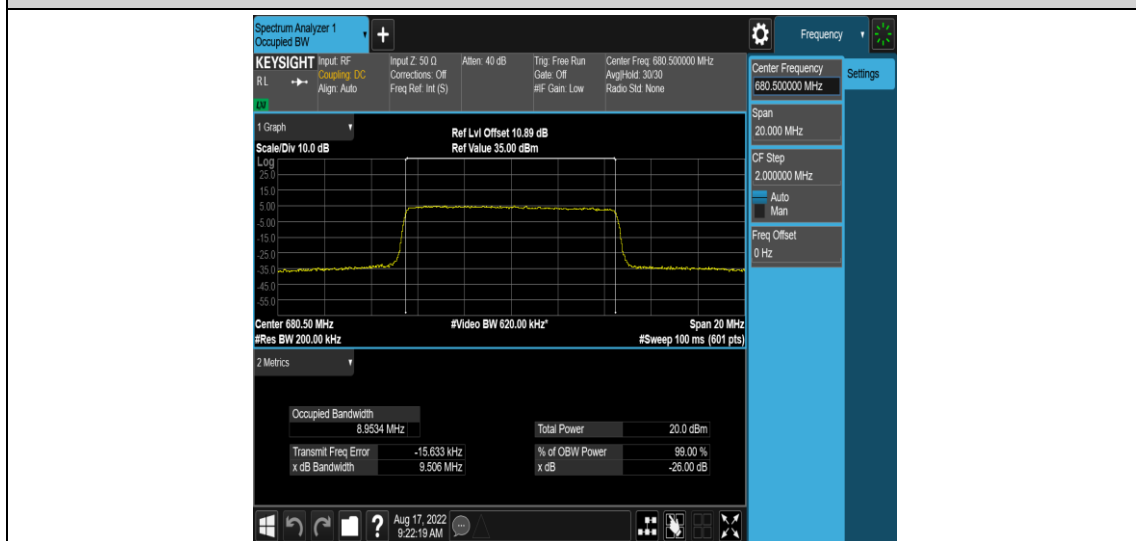 Spectrum Analyzer 1
Occupied BW
+
Frequency
KEYSIGHT
RL
LXI
Input: RF
Coupling: DC
Align: Auto
Input Z: 50 Ω
Corrections: Off
Freq Ref: Int (S)
Atten: 40 dB
Trig: Free Run
Gate: Off
#IF Gain: Low
Center Freq: 680.500000 MHz
Avg|Hold: 30/30
Radio Std: None
Center Frequency
680.500000 MHz
Settings
Span
20.000 MHz
CF Step
2.000000 MHz
Auto
Man
Freq Offset
0 Hz
1 Graph
Scale/Div 10.0 dB
Ref Lvl Offset 10.89 dB
Ref Value 35.00 dBm
Log
25.0
15.0
5.00
-5.00
-15.0
-25.0
-35.0
-45.0
-55.0
Center 680.50 MHz
#Video BW 620.00 kHz*
Span 20 MHz
#Res BW 200.00 kHz
#Sweep 100 ms (601 pts)
2 Metrics
Occupied Bandwidth
8.9534 MHz
Total Power 20.0 dBm
Transmit Freq Error -15.633 kHz
% of OBW Power 99.00 %
x dB Bandwidth 9.506 MHz
x dB -26.00 dB
?
Aug 17, 2022
9:22:19 AM